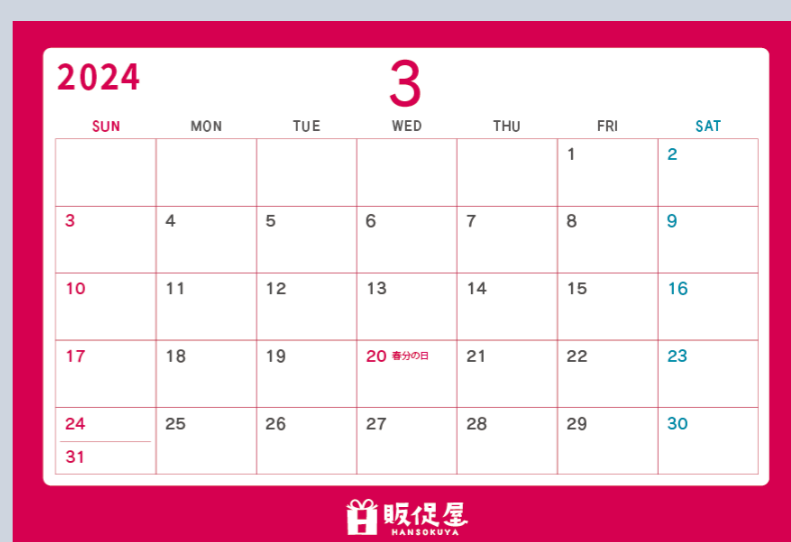 2024 3
SUN MON TUE WED THU FRI SAT
1 2
3 4 5 6 7 8 9
10 11 12 13 14 15 16
17 18 19 20 春分の日 21 22 23
24 25 26 27 28 29 30
31
販促屋
HANSOKUYA